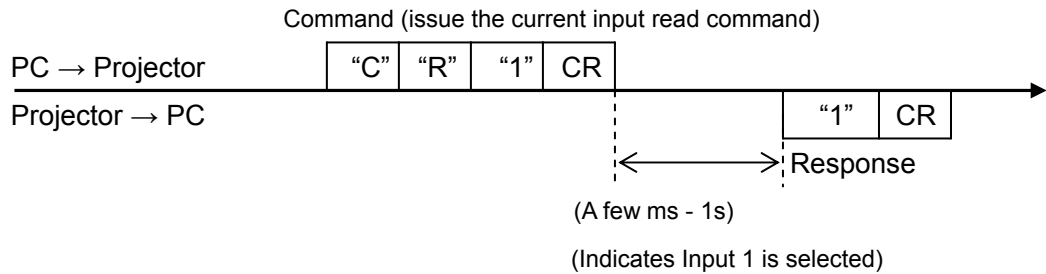 Command (issue the current input read command)
PC → Projector “C” “R” “1” CR
Projector → PC “1” CR
Response
(A few ms - 1s)
(Indicates Input 1 is selected)